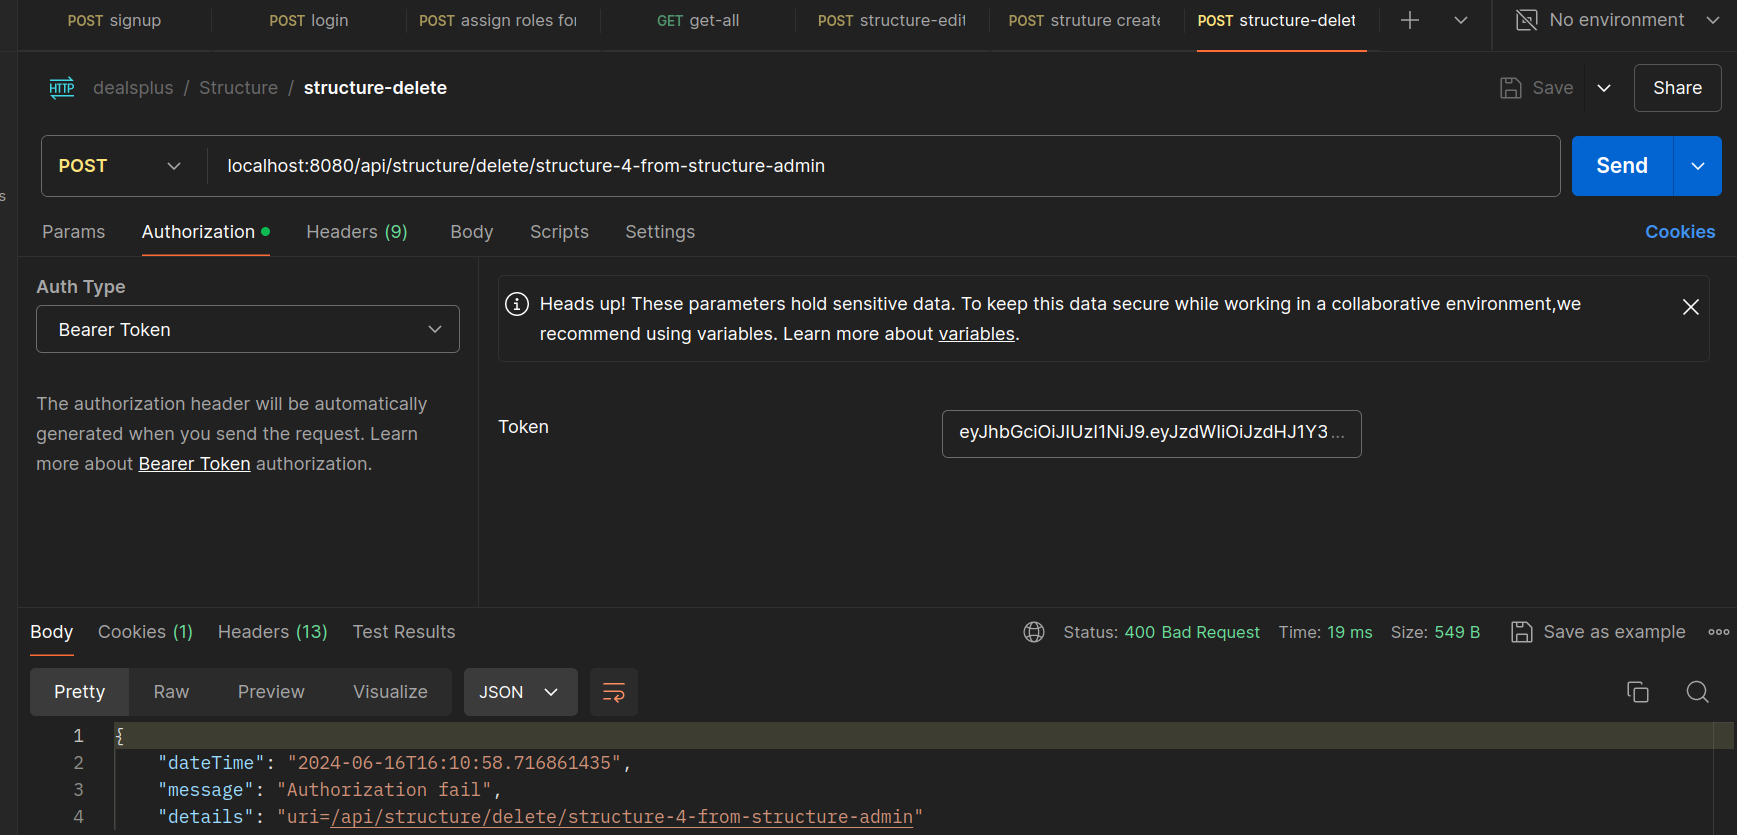 POST signup POST login POST assign roles for GET get-all POST structure-edit POST struture create POST structure-delet No environment
HTTP dealsplus / Structure / structure-delete Save Share
POST localhost:8080/api/structure/delete/structure-4-from-structure-admin Send
s
Params Authorization Headers (9) Body Scripts Settings Cookies
Auth Type
Bearer Token
Heads up! These parameters hold sensitive data. To keep this data secure while working in a collaborative environment,we
recommend using variables. Learn more about variables.
The authorization header will be automatically
generated when you send the request. Learn
more about Bearer Token authorization.
Token eyJhbGciOiJIUzI1NiJ9.eyJzdWIiOiJzdHJ1Y3...
Body Cookies (1) Headers (13) Test Results Status: 400 Bad Request Time: 19 ms Size: 549 B Save as example
Pretty Raw Preview Visualize JSON
1 {
2 "dateTime": "2024-06-16T16:10:58.716861435",
3 "message": "Authorization fail",
4 "details": "uri=/api/structure/delete/structure-4-from-structure-admin"